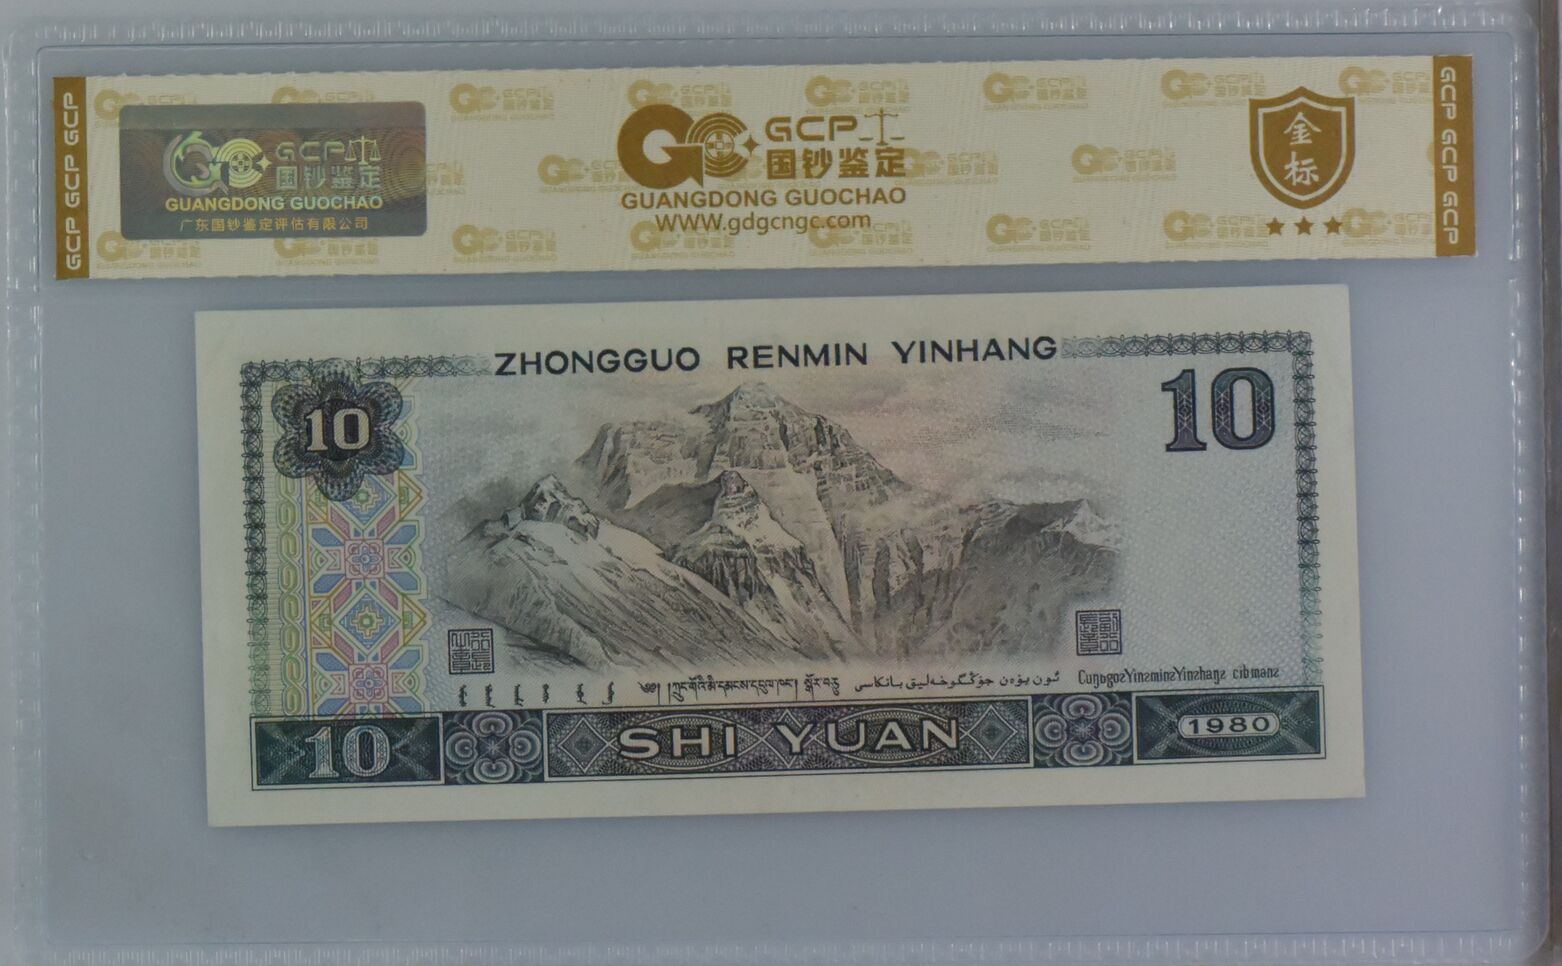 GCP GCP GCP
GCP
国钞鉴定
GUANGDONG GUOCHAO
广东国钞鉴定评估有限公司
GCP
国钞鉴定
GUANGDONG GUOCHAO
WWW.gdgcngc.com
金标
GCP GCP GCP
ZHONGGUO RENMIN YINHANG
10
10
SHI YUAN
10
1980